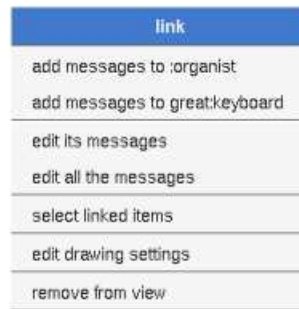 link
add messages to :organist
add messages to great:keyboard
edit its messages
edit all the messages
select linked items
edit drawing settings
remove from view